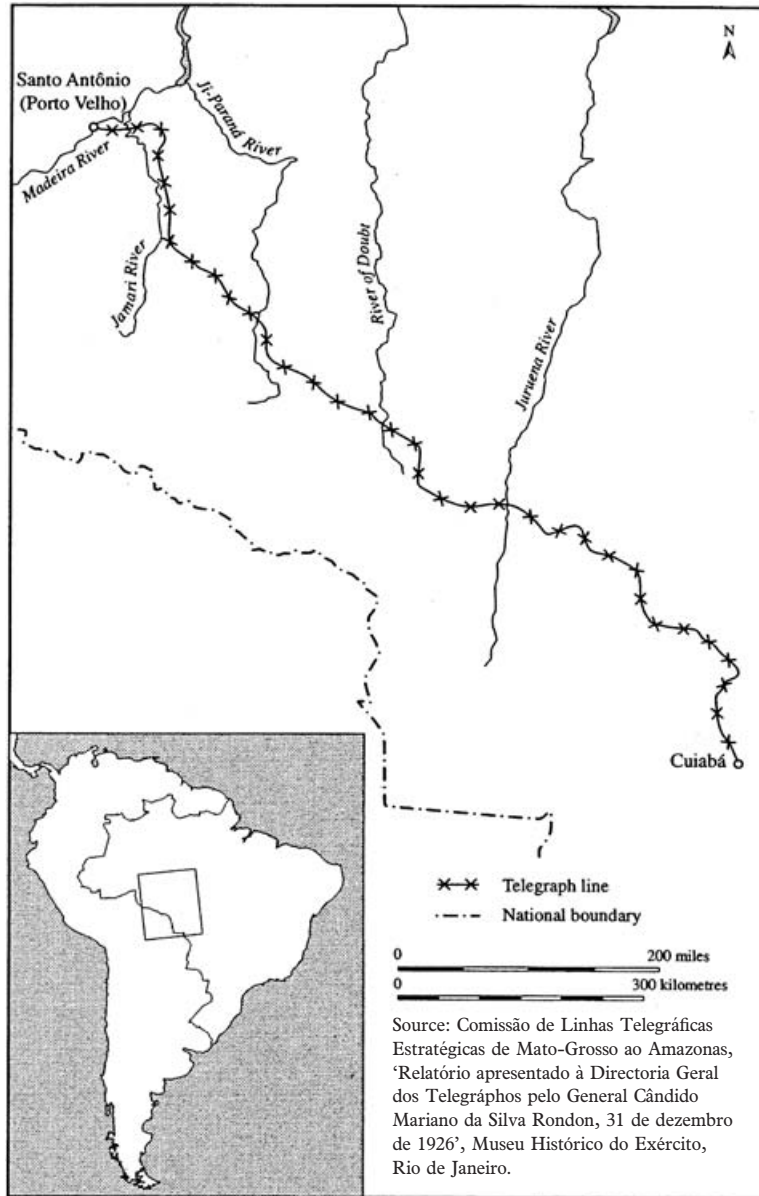 N
Santo Antônio
(Porto Velho)
Ji-Paraná River
Madeira River
Jamari River
River of Doubt
Juruena River
Cuiabá
Telegraph line
National boundary
0 200 miles
0 300 kilometres
Source: Comissão de Linhas Telegráficas
Estratégicas de Mato-Grosso ao Amazonas,
‘Relatório apresentado à Directoria Geral
dos Telegráphos pelo General Cândido
Mariano da Silva Rondon, 31 de dezembro
de 1926’, Museu Histórico do Exército,
Rio de Janeiro.